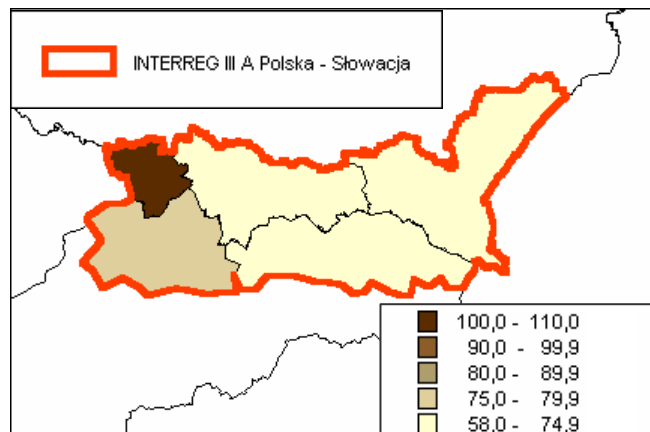 INTERREG III A Polska - Słowacja
100,0 - 110,0
90,0 - 99,9
80,0 - 89,9
75,0 - 79,9
58,0 - 74,9